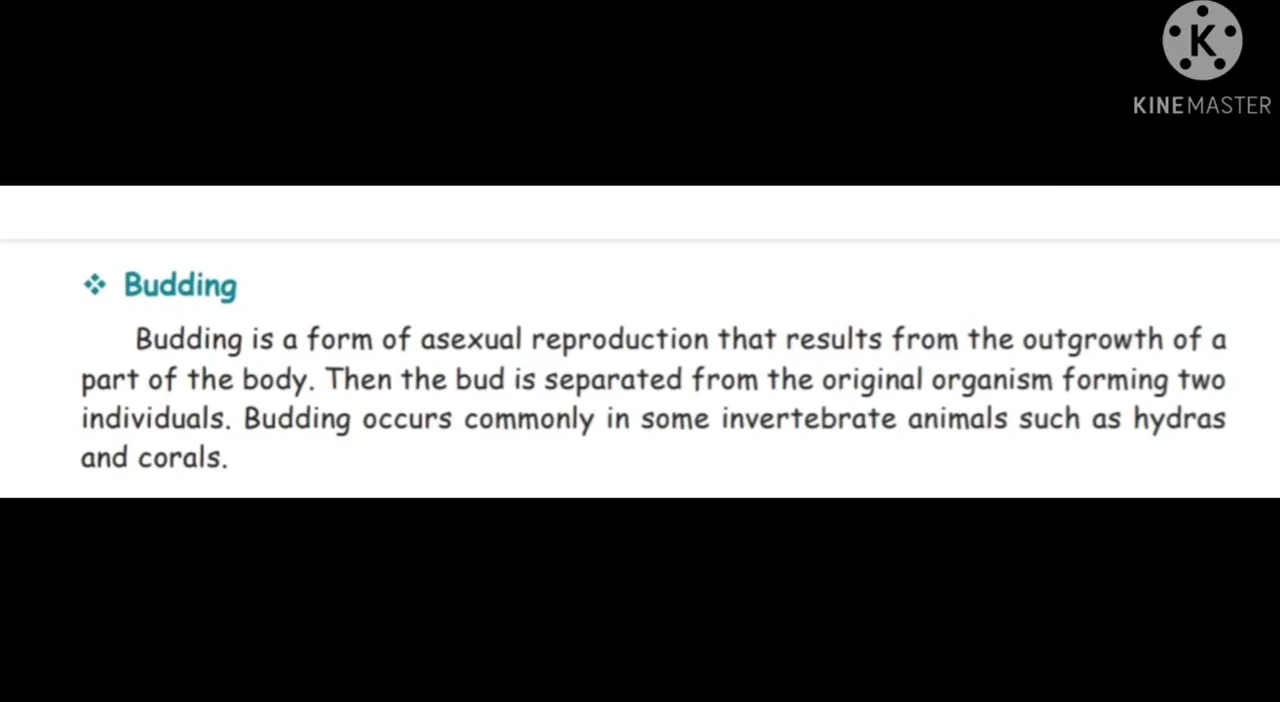 K
KINEMASTER
❖ Budding
Budding is a form of asexual reproduction that results from the outgrowth of a
part of the body. Then the bud is separated from the original organism forming two
individuals. Budding occurs commonly in some invertebrate animals such as hydras
and corals.